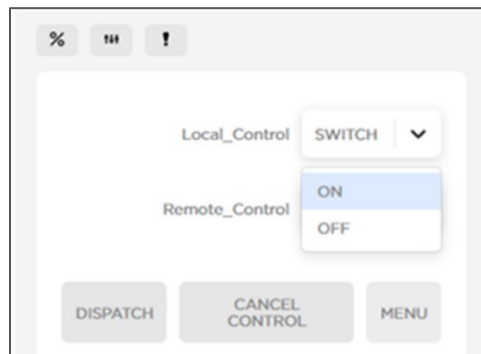 %
!
Local_Control SWITCH
ON
Remote_Control
OFF
DISPATCH
CANCEL
CONTROL
MENU